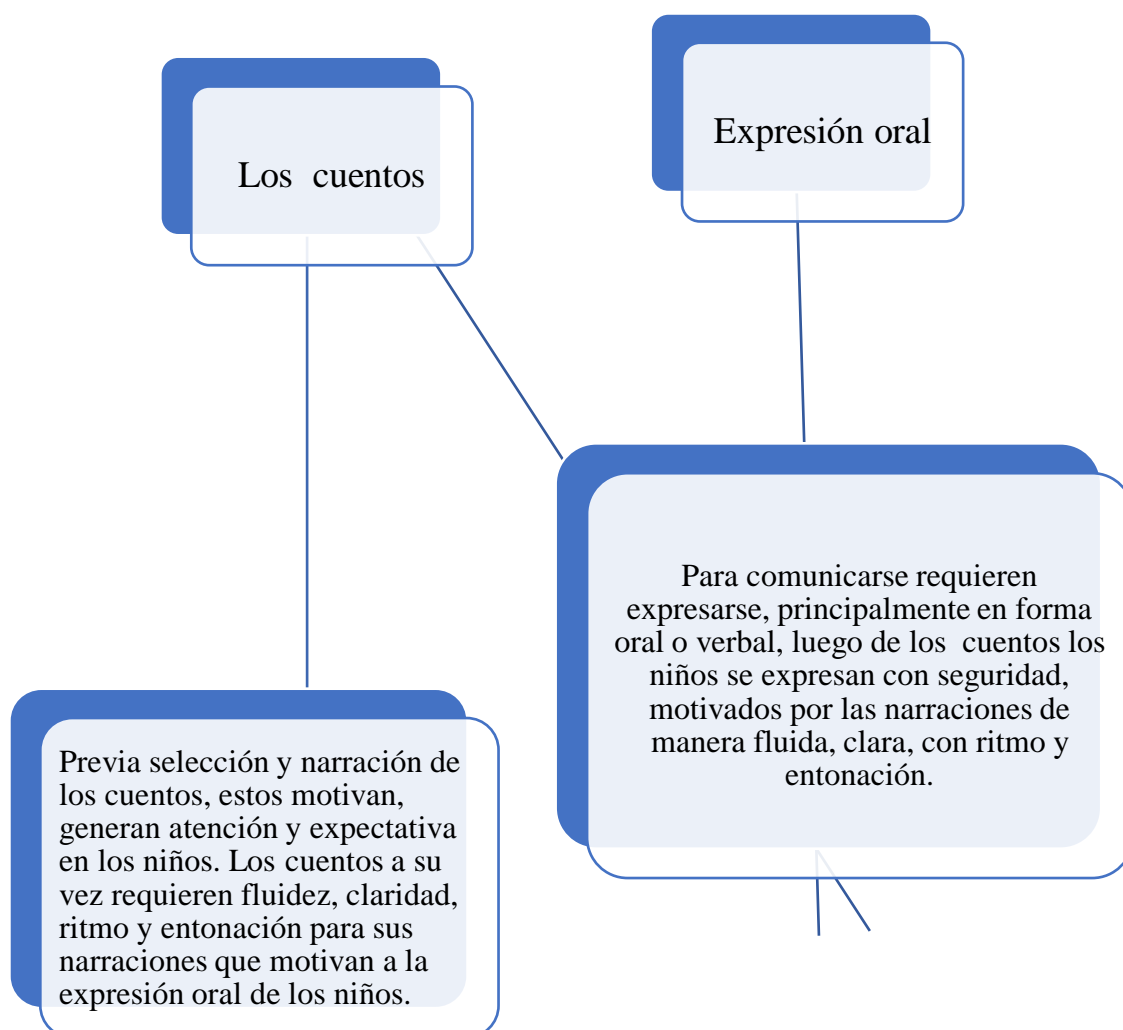 Los  cuentos
Expresión oral
Para comunicarse requieren
expresarse, principalmente en forma
oral o verbal, luego de los  cuentos los
niños se expresan con seguridad,
motivados por las narraciones de
manera fluida, clara, con ritmo y
entonación.
Previa selección y narración de
los cuentos, estos motivan,
generan atención y expectativa
en los niños. Los cuentos a su
vez requieren fluidez, claridad,
ritmo y entonación para sus
narraciones que motivan a la
expresión oral de los niños.